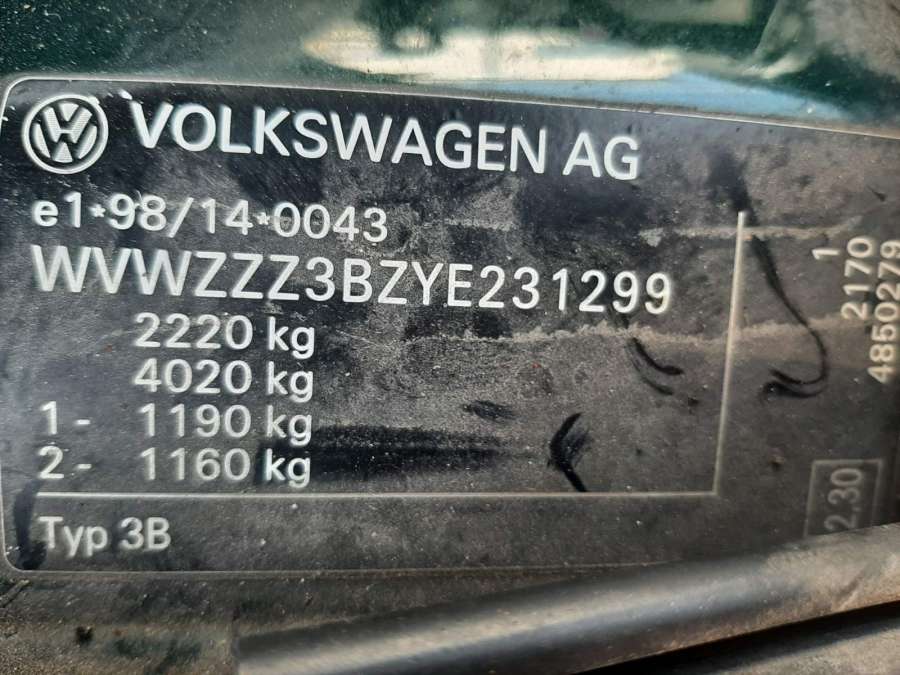 VOLKSWAGEN AG
e1*98/14*0043
WVWZZZ3BZYE231299
2220 kg
4020 kg
1- 1190 kg
2- 1160 kg
Typ 3B
1
2170
4850279
2.30